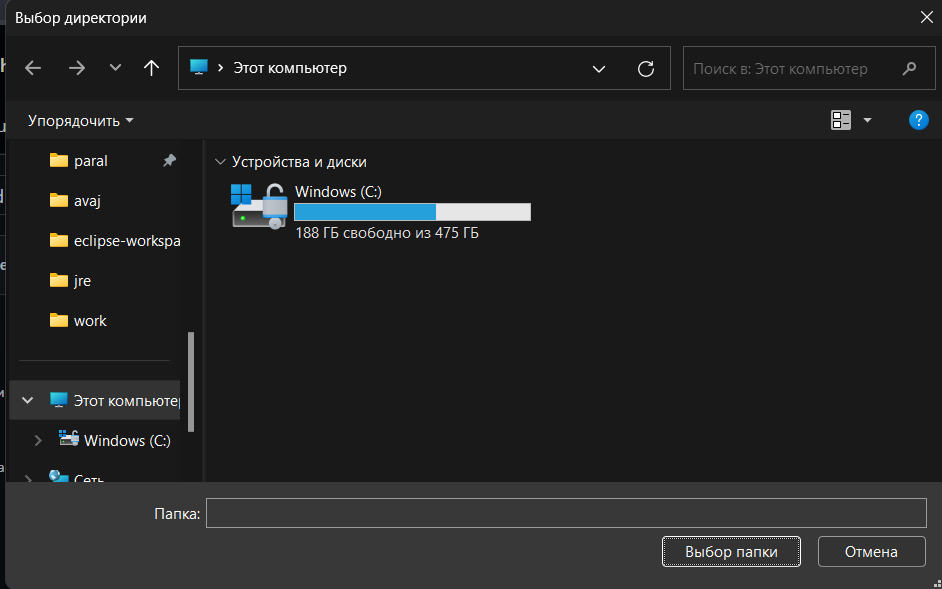 Выбор директории
Этот компьютер
Поиск в: Этот компьютер
Упорядочить
paral
avaj
eclipse-workspa
jre
work
Этот компьютер
Windows (C:)
Сеть
Устройства и диски
Windows (C:)
188 ГБ свободно из 475 ГБ
Папка:
Выбор папки
Отмена